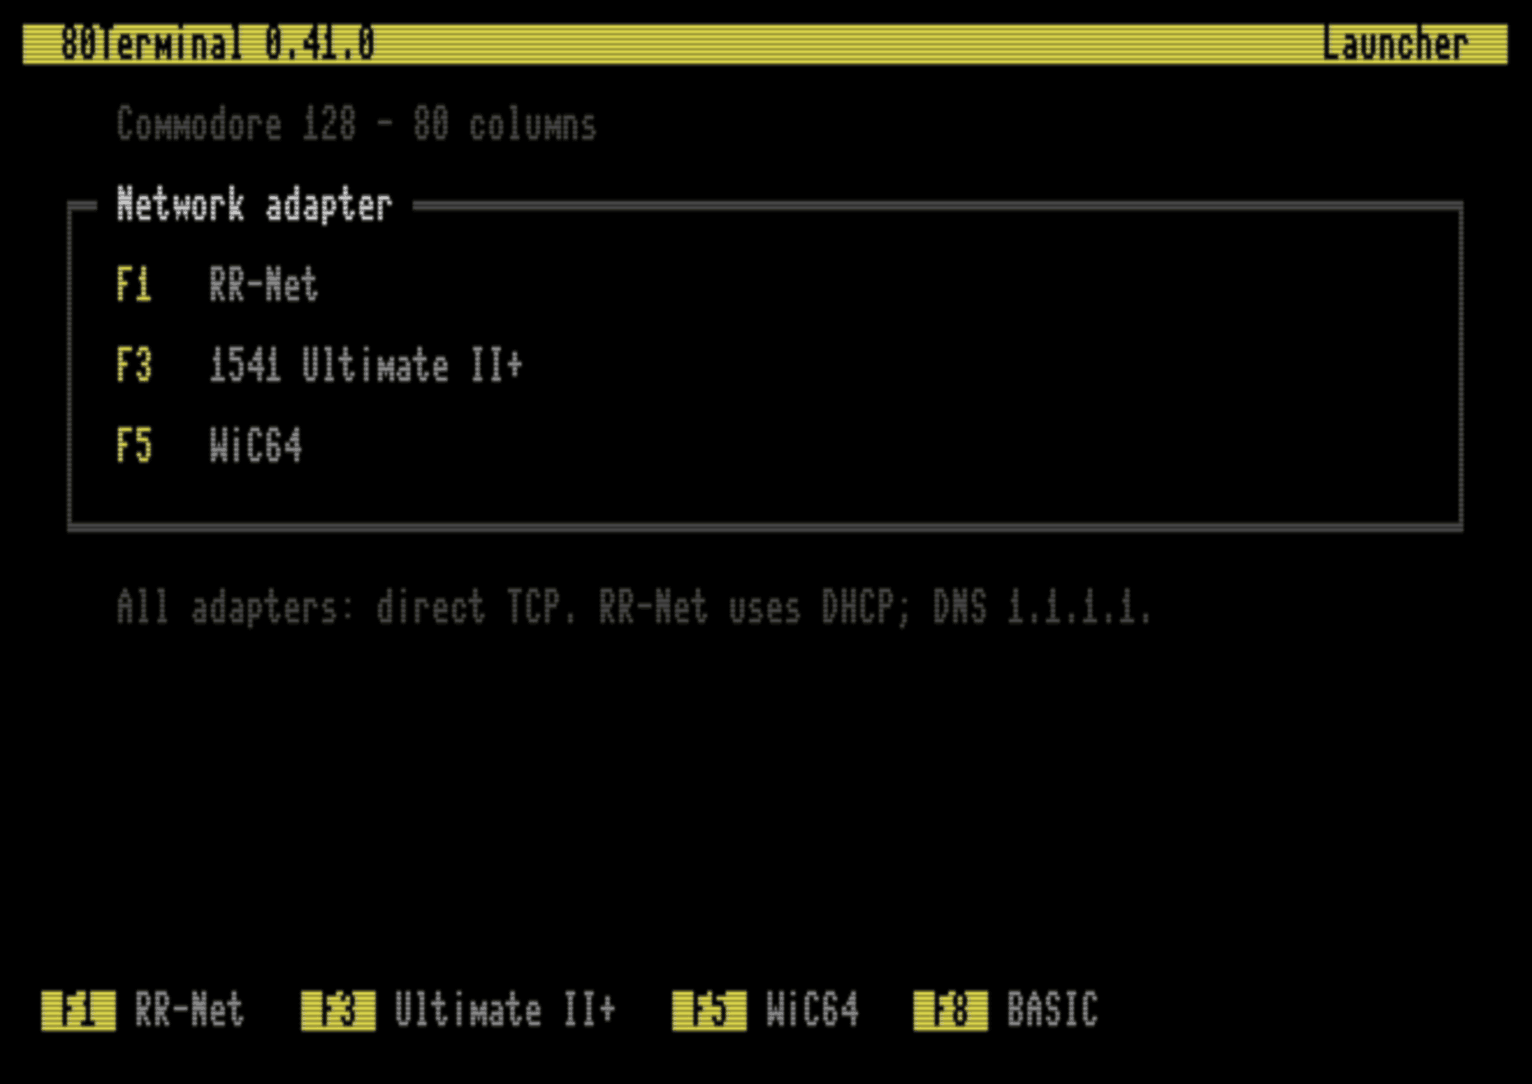 80Terminal 0.41.0 Launcher
Commodore 128 - 80 columns
Network adapter
F1 RR-Net
F3 1541 Ultimate II+
F5 WiC64
All adapters: direct TCP. RR-Net uses DHCP; DNS 1.1.1.1.
F1 RR-Net F3 Ultimate II+ F5 WiC64 F8 BASIC